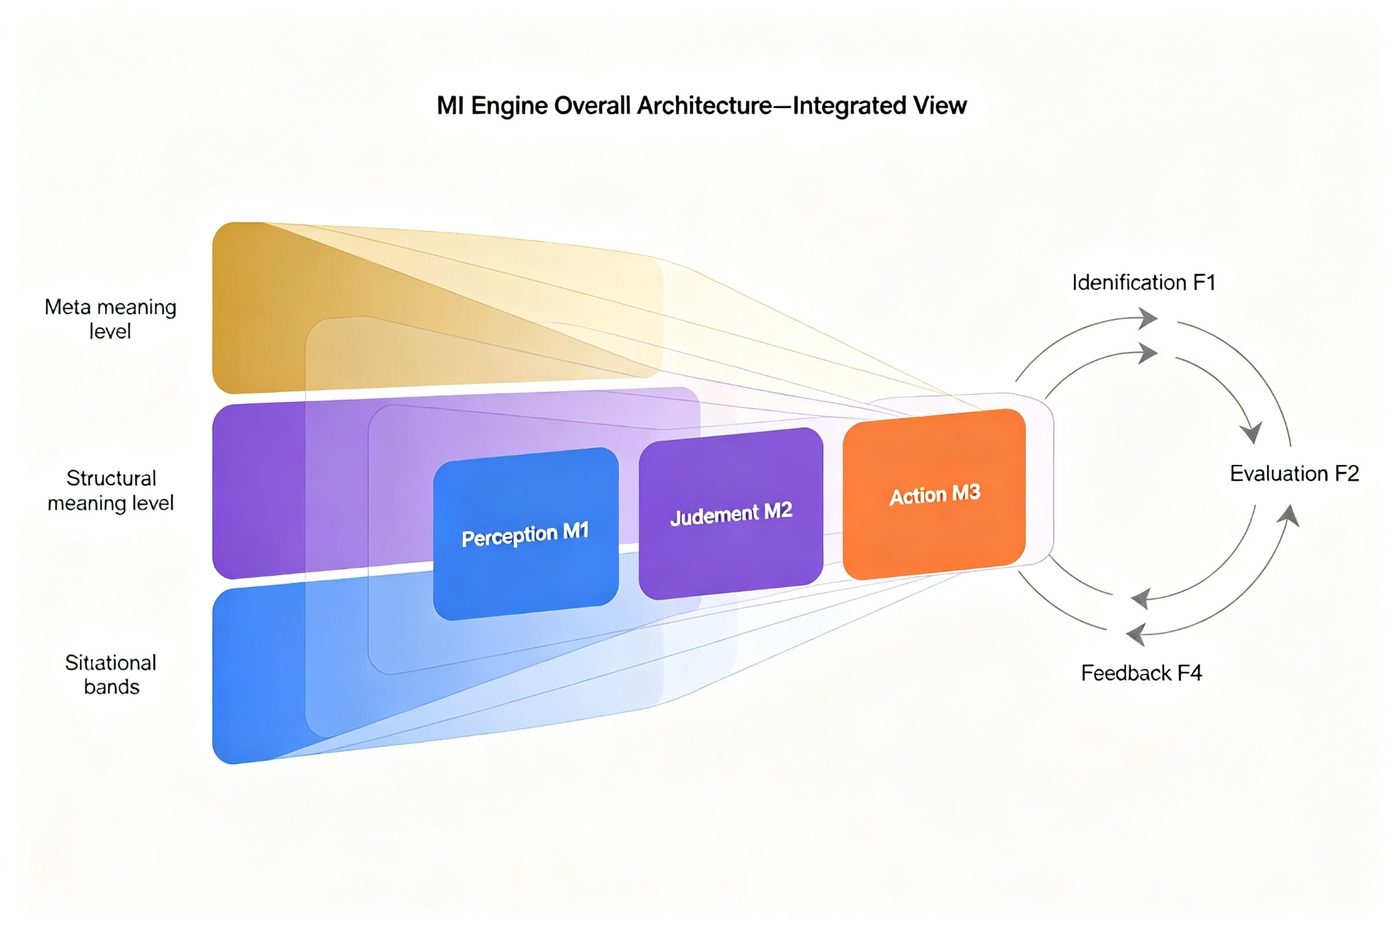 MI Engine Overall Architecture—Integrated View
Meta meaning
level
Structural
meaning level
Situational
bands
Perception M1
Judement M2
Action M3
Idenification F1
Evaluation F2
Feedback F4